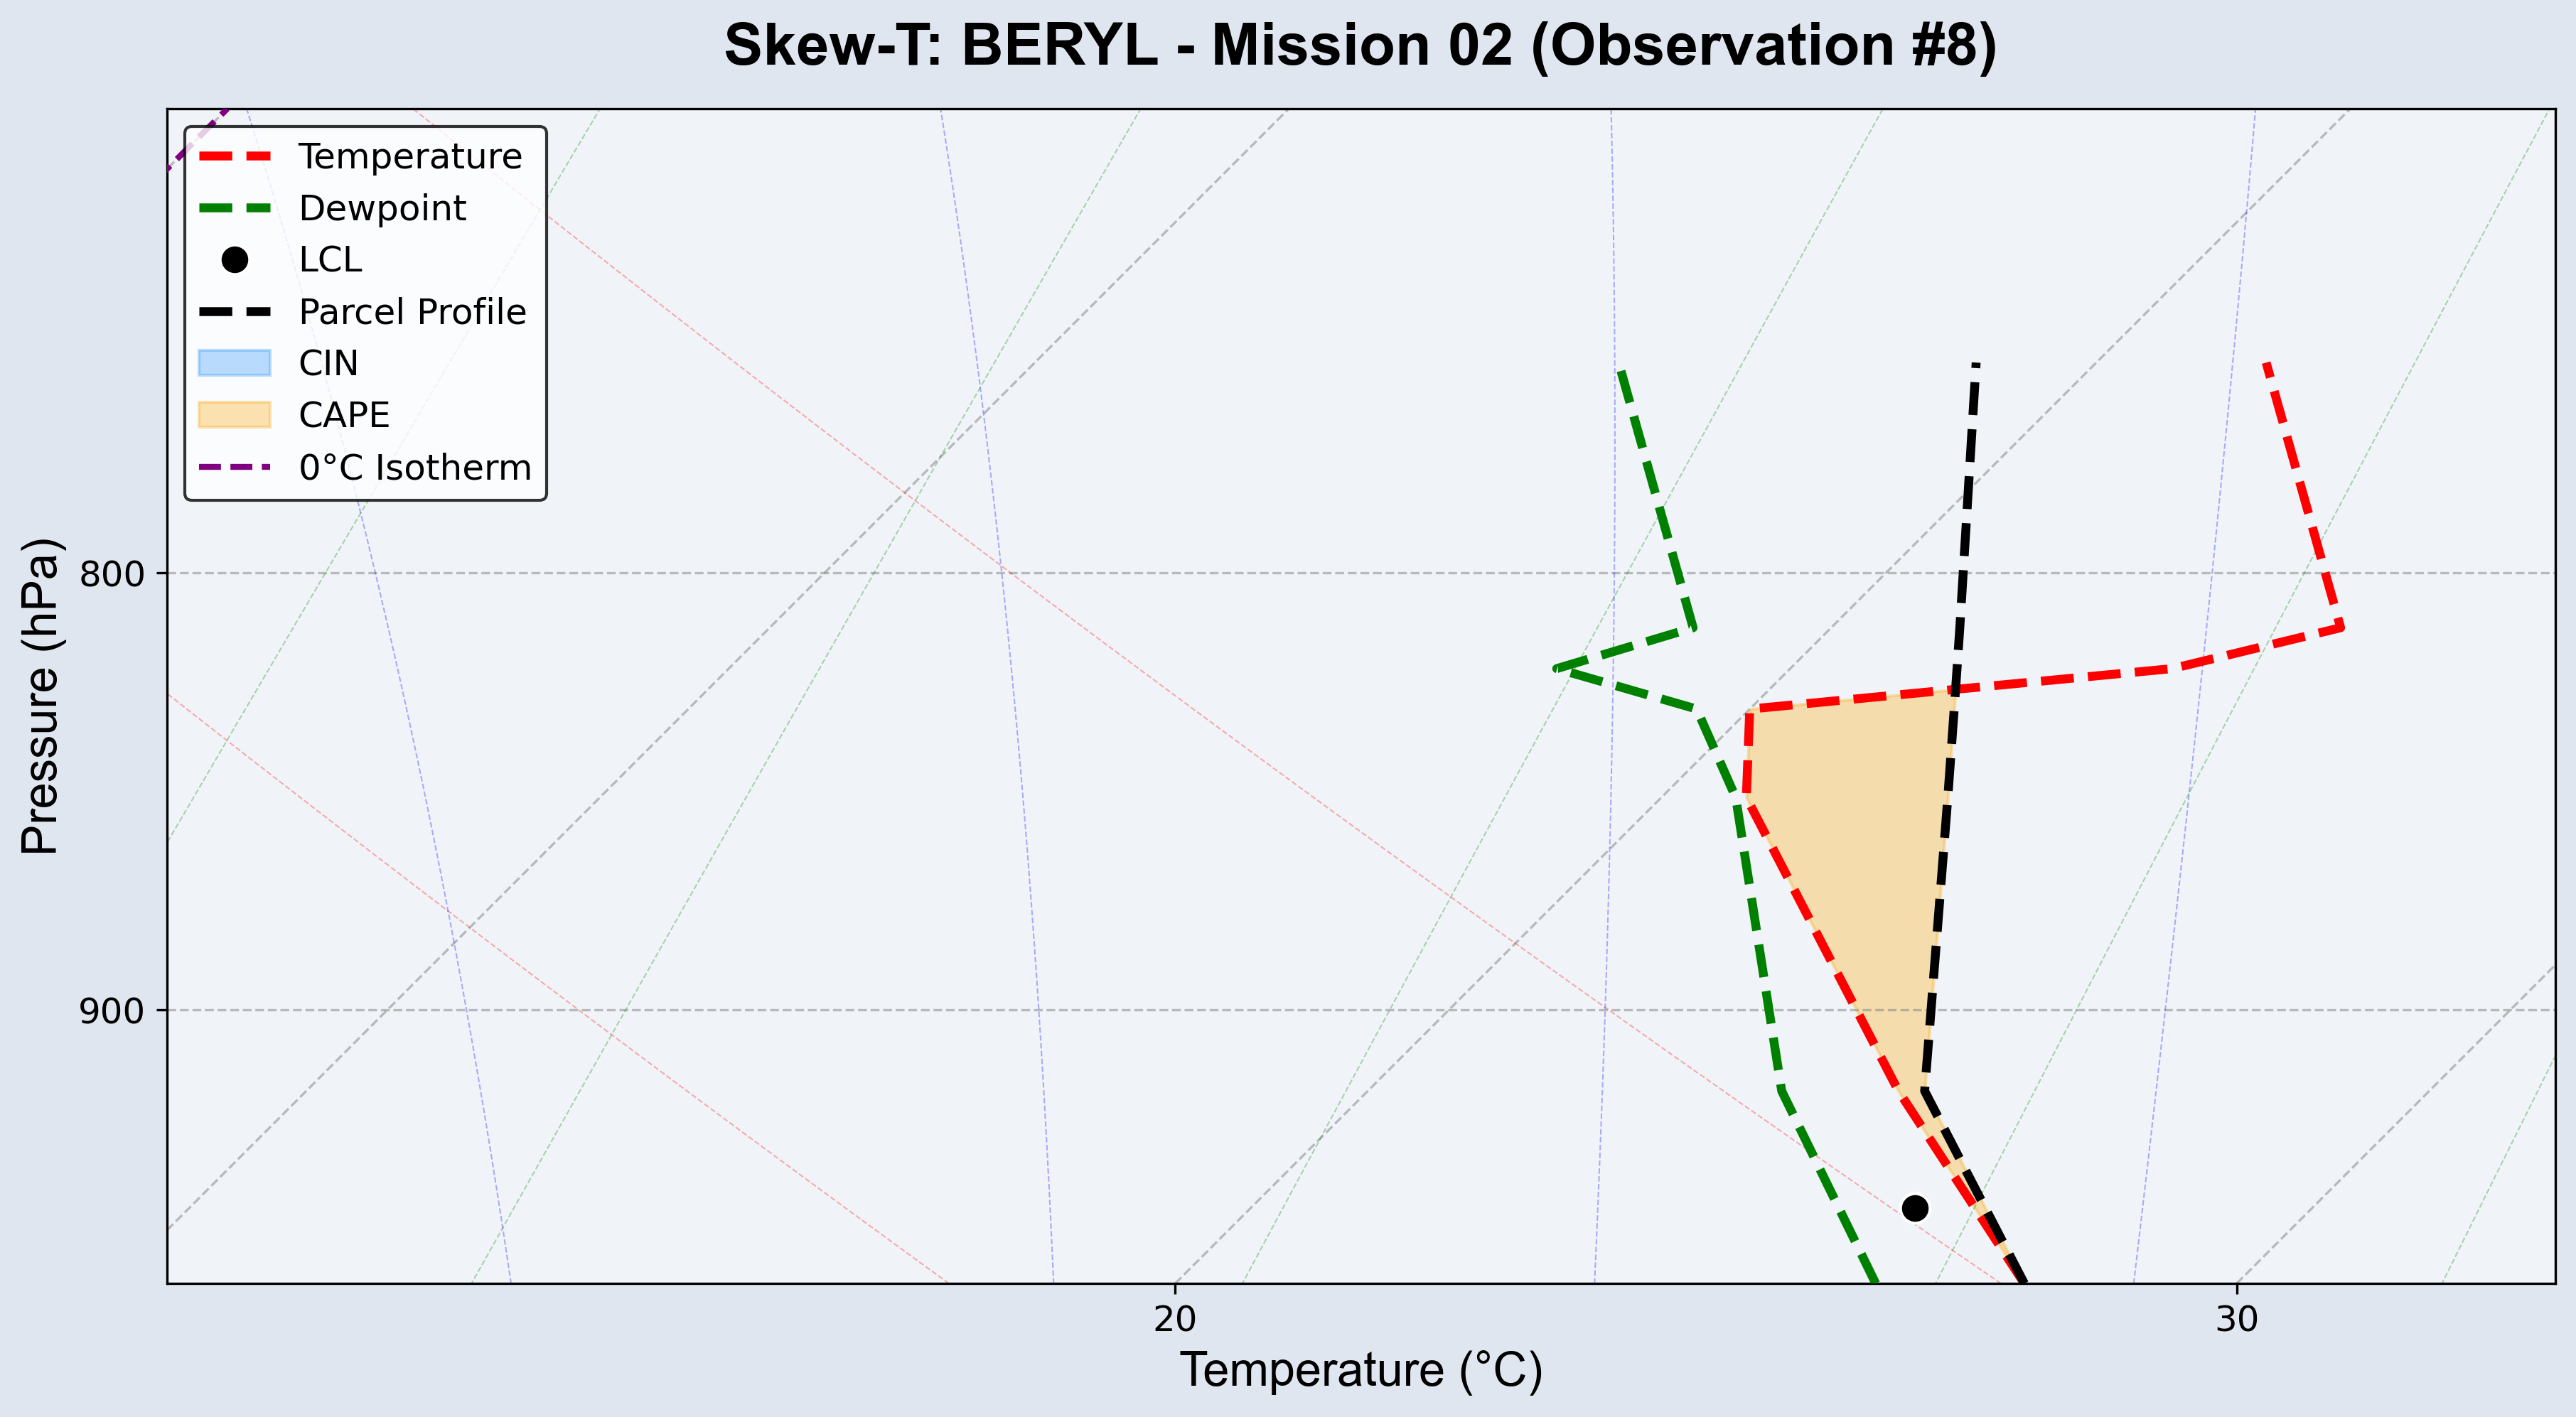 Skew-T: BERYL - Mission 02 (Observation #8)
Temperature
Dewpoint
LCL
Parcel Profile
CIN
CAPE
0°C Isotherm
Pressure (hPa)
800
900
20
30
Temperature (°C)